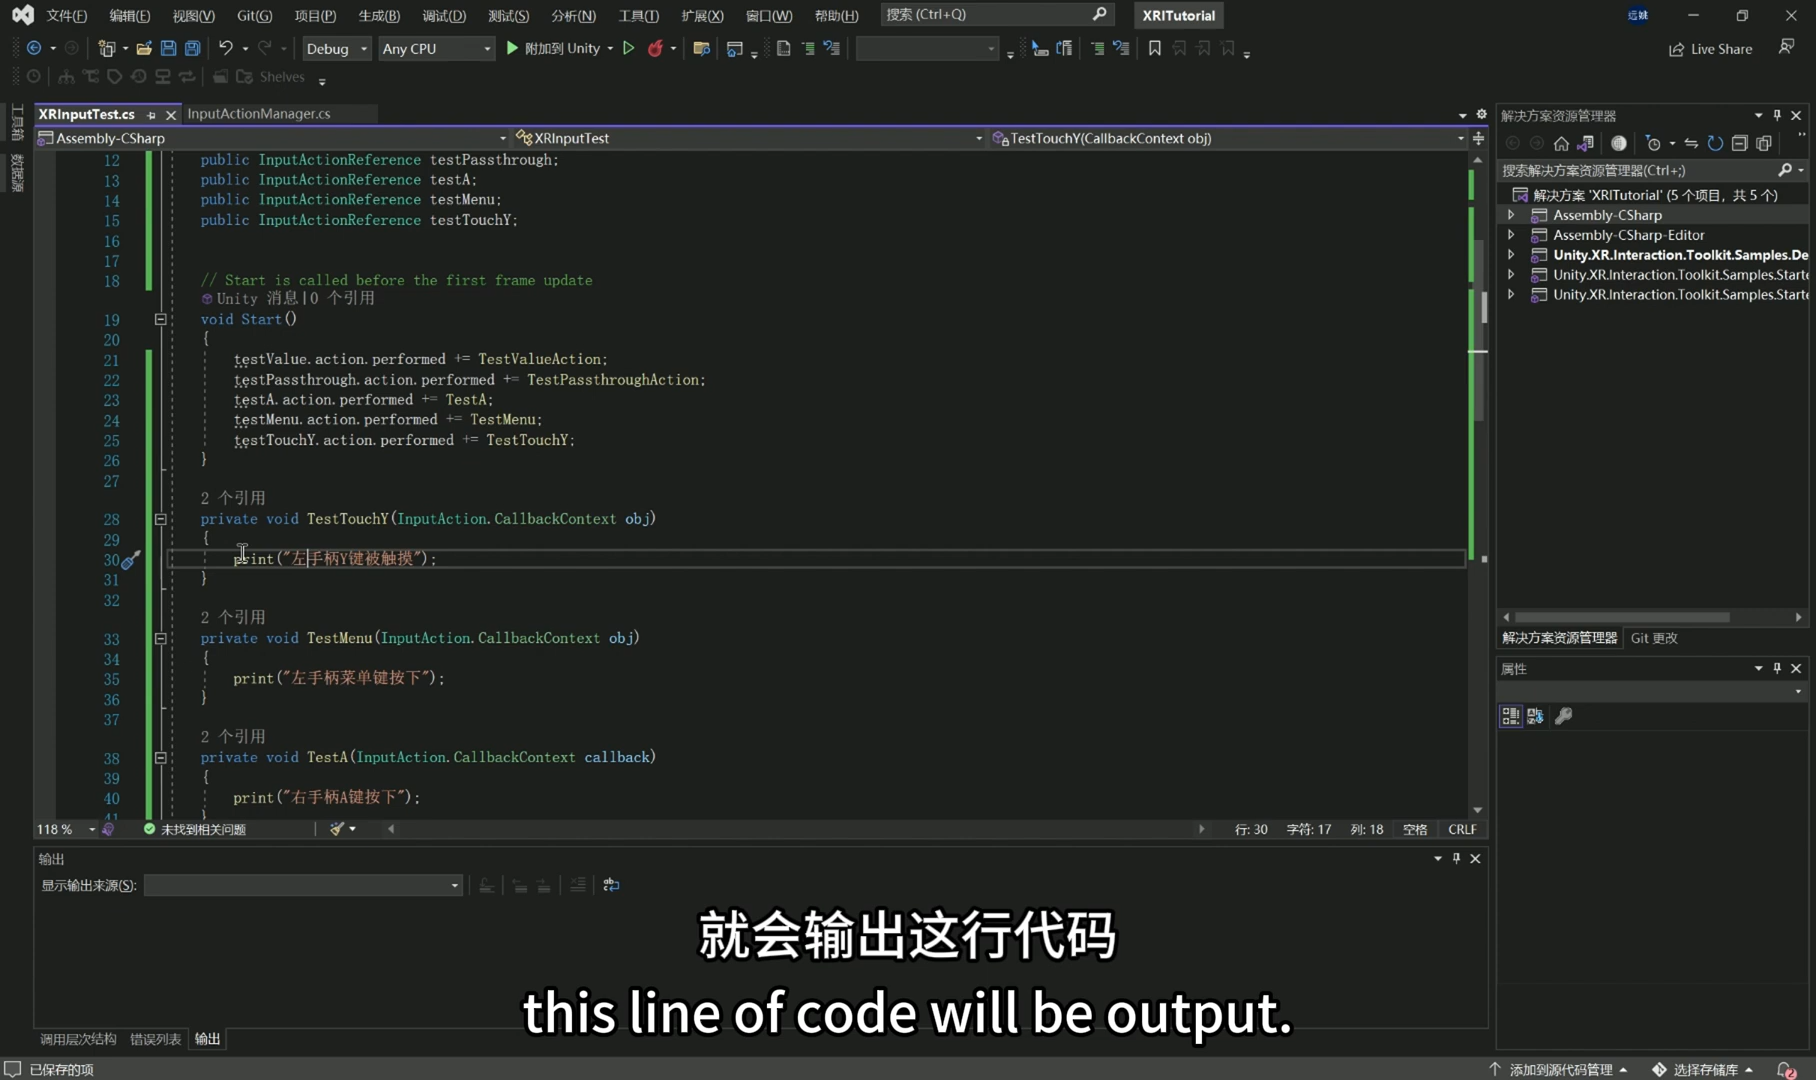 文件(F) 编辑(E) 视图(V) Git(G) 项目(P) 生成(B) 调试(D) 测试(S) 分析(N) 工具(T) 扩展(X) 窗口(W) 帮助(H) 搜索 (Ctrl+Q) XRITutorial 远姚
Debug Any CPU 附加到 Unity Live Share
Shelves
工具箱
数据源
XRInputTest.cs InputActionManager.cs
Assembly-CSharp XRInputTest TestTouchY(CallbackContext obj)
12 public InputActionReference testPassthrough;
13 public InputActionReference testA;
14 public InputActionReference testMenu;
15 public InputActionReference testTouchY;
16
17
18 // Start is called before the first frame update
Unity 消息|0 个引用
19 void Start()
20 {
21 testValue.action.performed += TestValueAction;
22 testPassthrough.action.performed += TestPassthroughAction;
23 testA.action.performed += TestA;
24 testMenu.action.performed += TestMenu;
25 testTouchY.action.performed += TestTouchY;
26 }
27
2 个引用
28 private void TestTouchY(InputAction.CallbackContext obj)
29 {
30 print("左手柄Y键被触摸");
31 }
32
2 个引用
33 private void TestMenu(InputAction.CallbackContext obj)
34 {
35 print("左手柄菜单键按下");
36 }
37
2 个引用
38 private void TestA(InputAction.CallbackContext callback)
39 {
40 print("右手柄A键按下");
41 }
118 % 未找到相关问题 行: 30 字符: 17 列: 18 空格 CRLF
输出
显示输出来源(S):
调用层次结构 错误列表 输出
已保存的项 添加到源代码管理 选择存储库 2
解决方案资源管理器
搜索解决方案资源管理器(Ctrl+;)
解决方案 'XRITutorial' (5 个项目, 共 5 个)
Assembly-CSharp
Assembly-CSharp-Editor
Unity.XR.Interaction.Toolkit.Samples.De
Unity.XR.Interaction.Toolkit.Samples.Starte
Unity.XR.Interaction.Toolkit.Samples.Starte
解决方案资源管理器 Git 更改
属性
就会输出这行代码
this line of code will be output.